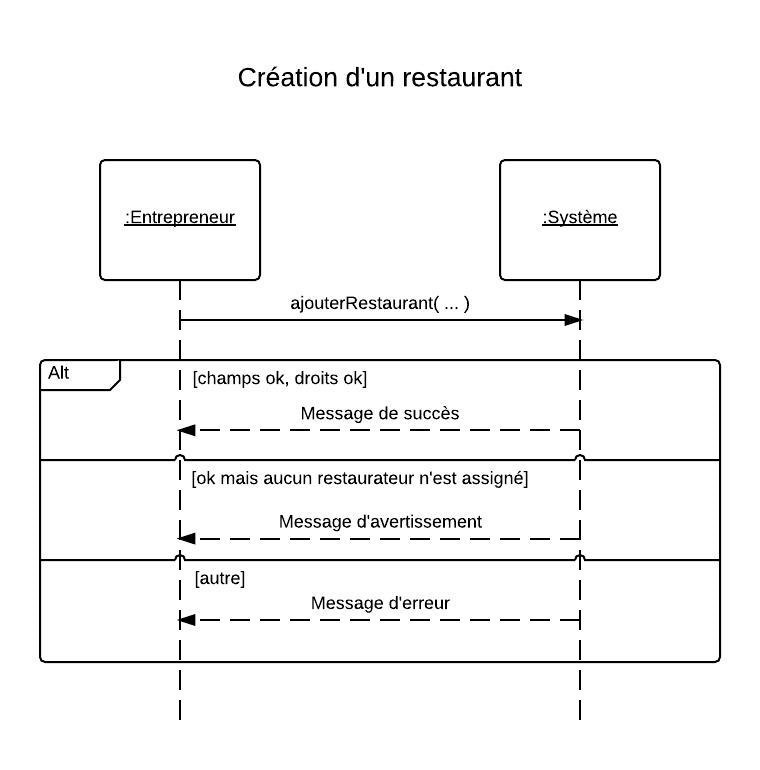 Création d'un restaurant
:Entrepreneur
:Système
ajouterRestaurant( ... )
Alt
[champs ok, droits ok]
Message de succès
[ok mais aucun restaurateur n'est assigné]
Message d'avertissement
[autre]
Message d'erreur